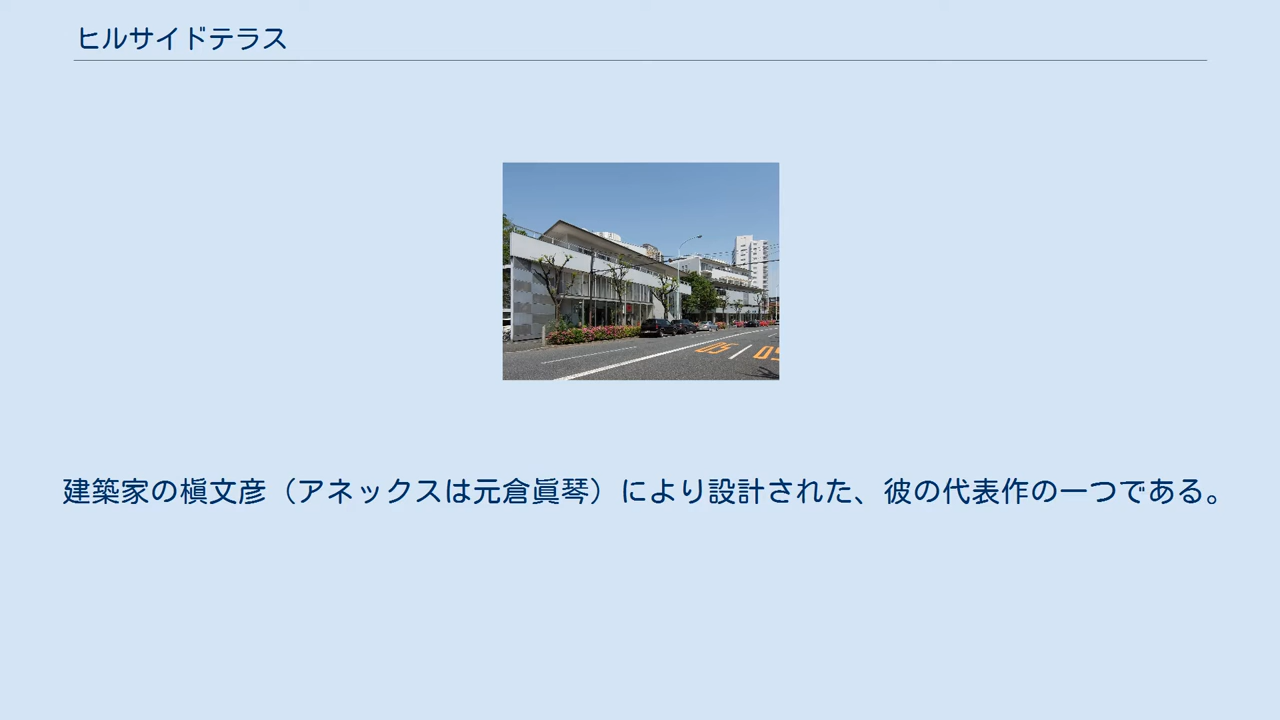 ヒルサイドテラス
05 05
建築家の槇文彦（アネックスは元倉眞琴）により設計された、彼の代表作の一つである。